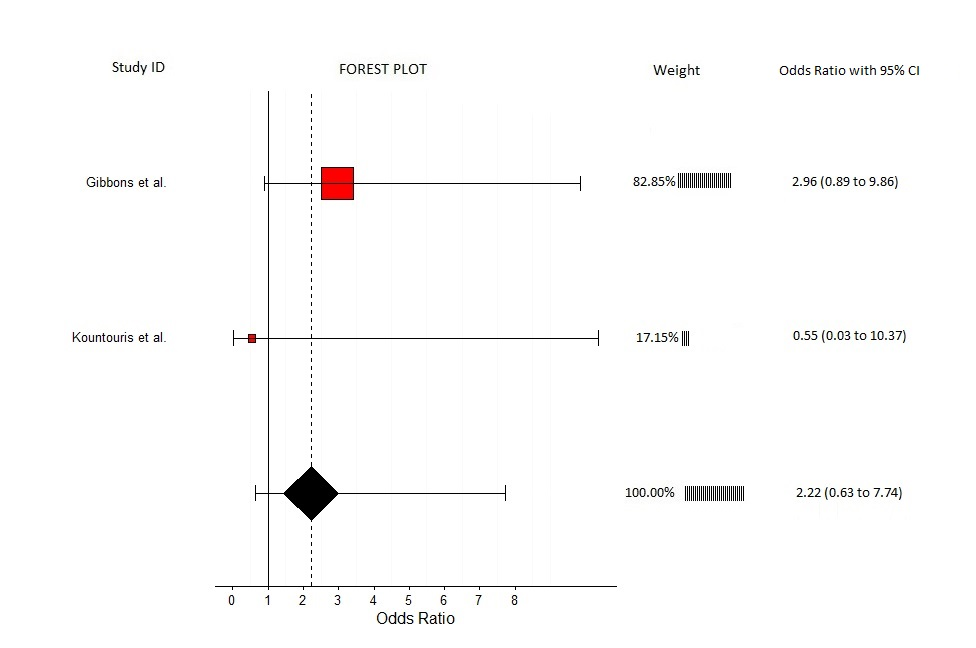 Study ID FOREST PLOT Weight Odds Ratio with 95% CI
Gibbons et al. 82.85% 2.96 (0.89 to 9.86)
Kountouris et al. 17.15% 0.55 (0.03 to 10.37)
100.00% 2.22 (0.63 to 7.74)
0 1 2 3 4 5 6 7 8
Odds Ratio